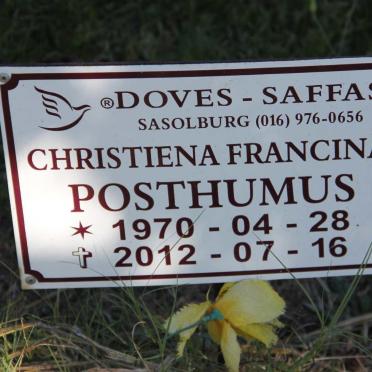 ®DOVES - SAFFAS
SASOLBURG (016) 976-0656
CHRISTIENA FRANCINA
POSTHUMUS
1970 - 04 - 28
2012 - 07 - 16